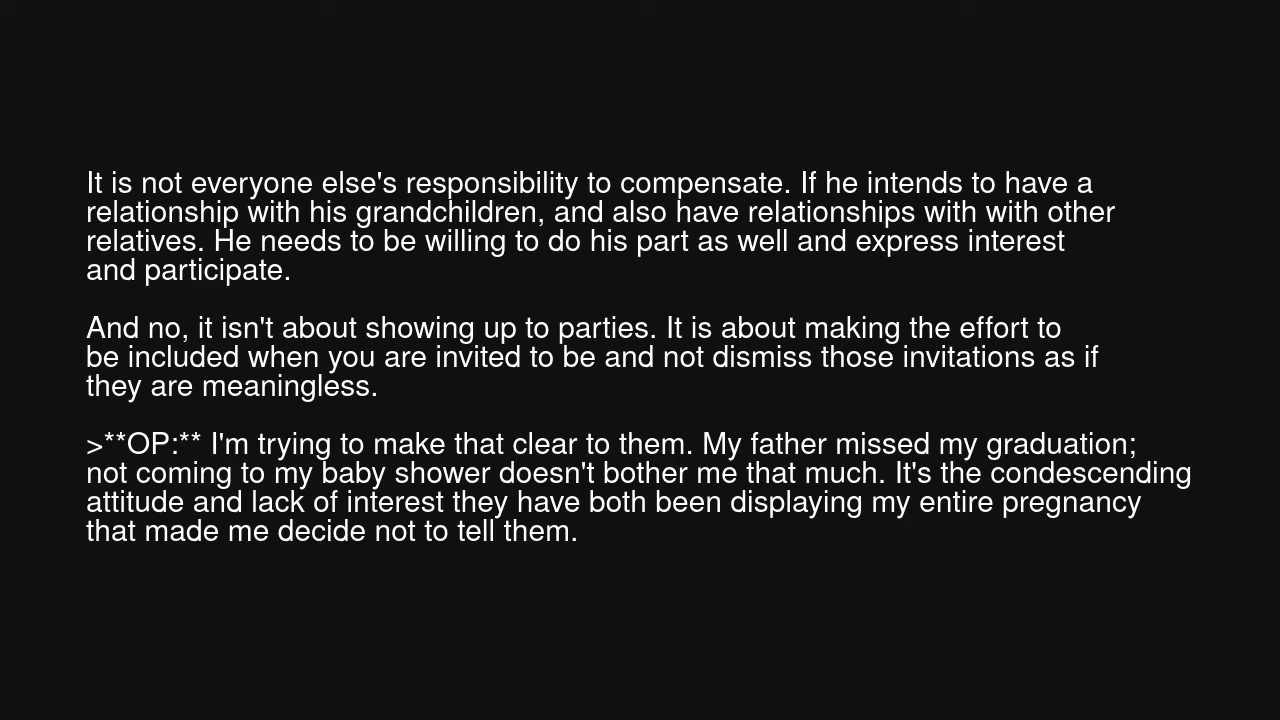 It is not everyone else's responsibility to compensate. If he intends to have a
relationship with his grandchildren, and also have relationships with with other
relatives. He needs to be willing to do his part as well and express interest
and participate.
And no, it isn't about showing up to parties. It is about making the effort to
be included when you are invited to be and not dismiss those invitations as if
they are meaningless.
>**OP:** I'm trying to make that clear to them. My father missed my graduation;
not coming to my baby shower doesn't bother me that much. It's the condescending
attitude and lack of interest they have both been displaying my entire pregnancy
that made me decide not to tell them.